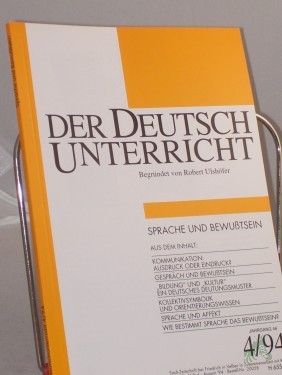 DER DEUTSCH
UNTERRICHT
Begründet von Robert Ulshöfer
SPRACHE UND BEWUßTSEIN
AUS DEM INHALT:
KOMMUNIKATION:
AUSDRUCK ODER EINDRUCK?
GESPRÄCH UND BEWUßTSEIN
„BILDUNG“ UND „KULTUR“
EIN DEUTSCHES DEUTUNGSMUSTER
KOLLEKTIVSYMBOLIK
UND ORIENTIERUNGSWISSEN
SPRACHE UND AFFEKT
WIE BESTIMMT SPRACHE DAS BEWUßTSEIN?
JAHRGANG 46
4/94